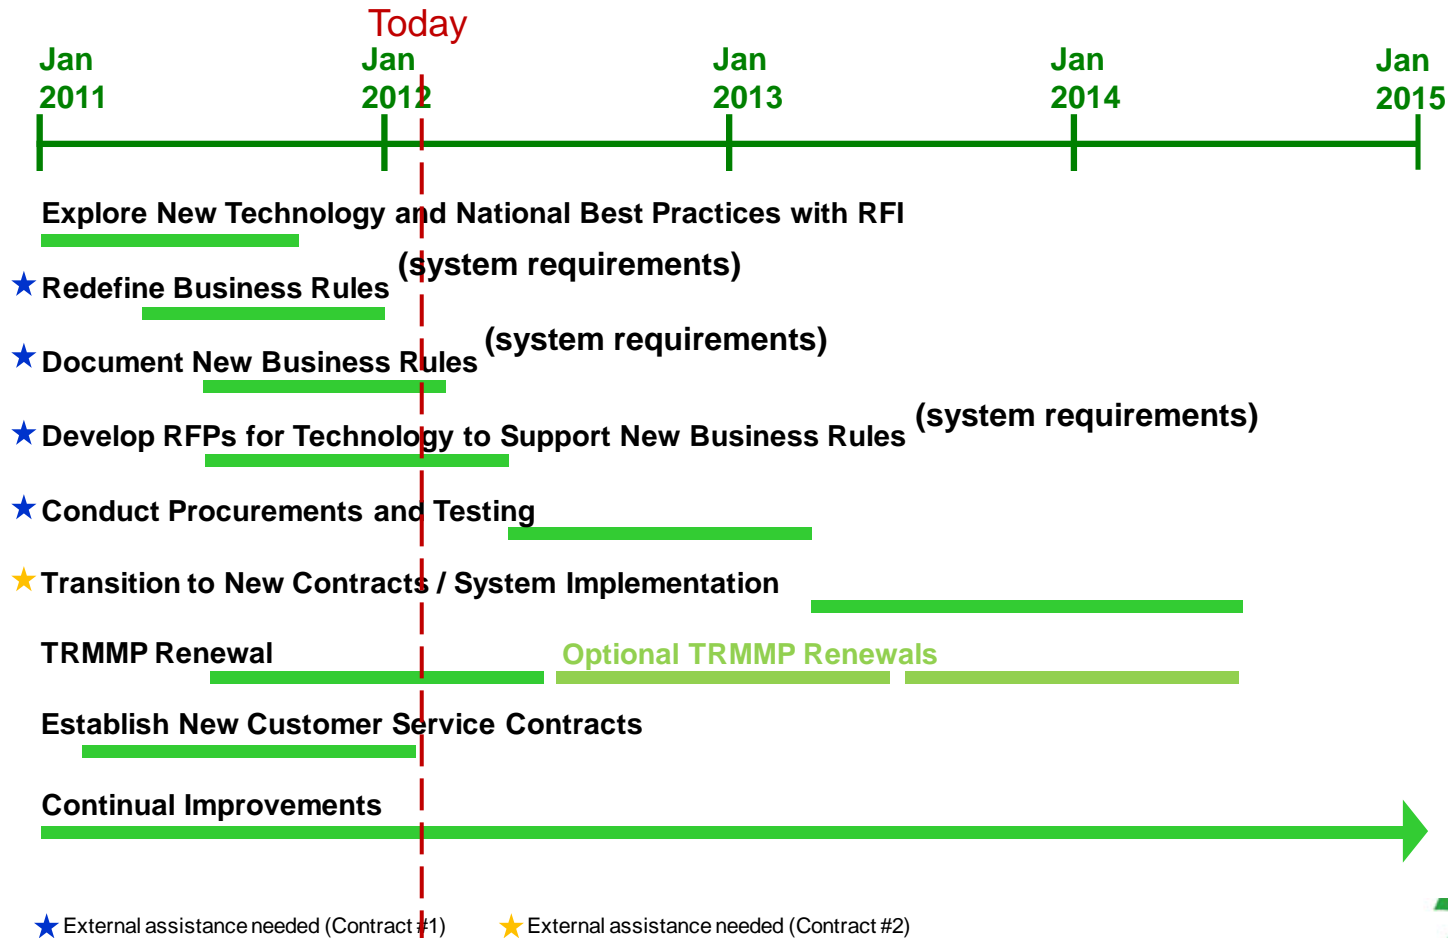 Today
Jan
2011
Jan
2012
Jan
2013
Jan
2014
Jan
2015
Explore New Technology and National Best Practices with RFI
Redefine Business Rules (system requirements)
Document New Business Rules (system requirements)
Develop RFPs for Technology to Support New Business Rules (system requirements)
Conduct Procurements and Testing
Transition to New Contracts / System Implementation
TRMMP Renewal
Optional TRMMP Renewals
Establish New Customer Service Contracts
Continual Improvements
External assistance needed (Contract #1)
External assistance needed (Contract #2)